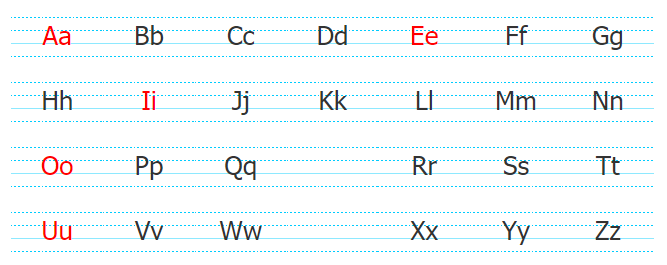 Aa Bb Cc Dd Ee Ff Gg
Hh Ii Jj Kk Ll Mm Nn
Oo Pp Qq Rr Ss Tt
Uu Vv Ww Xx Yy Zz